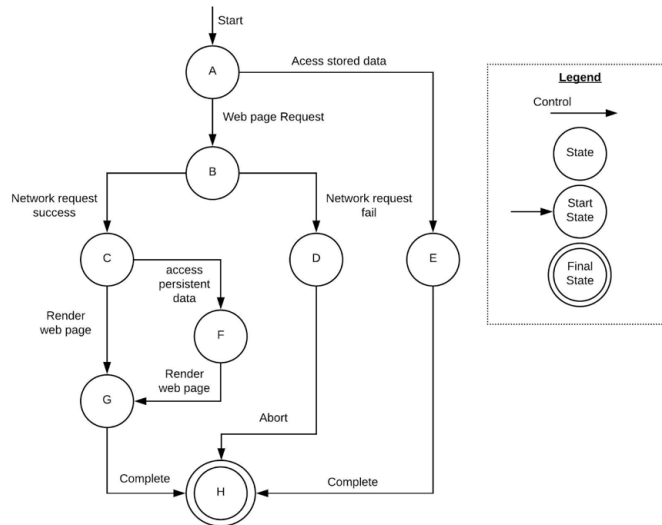 Start
A
Acess stored data
Web page Request
B
Network request
success
Network request
fail
C
access
persistent
data
D
E
Render
web page
F
Render
web page
G
Abort
Complete
H
Complete
Legend
Control
State
Start
State
Final
State